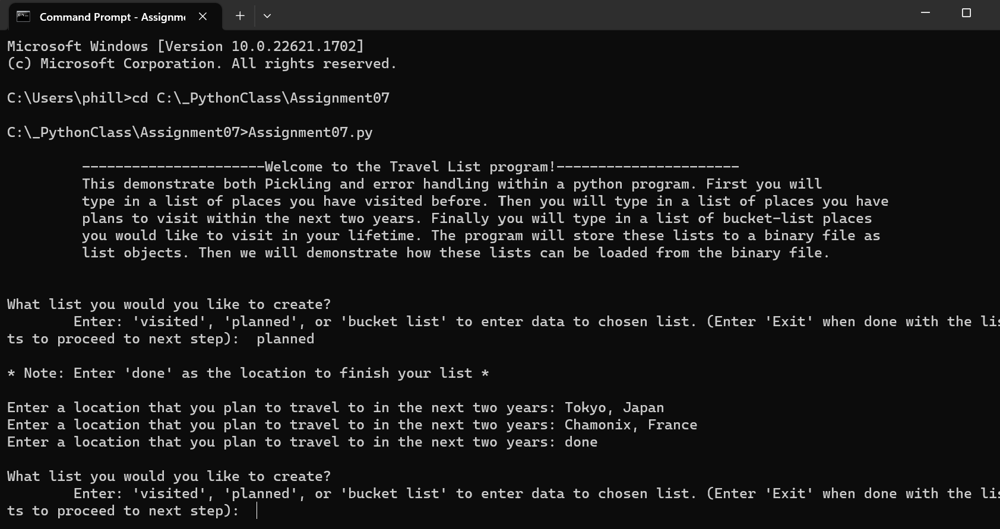 Command Prompt - Assignme
Microsoft Windows [Version 10.0.22621.1702]
(c) Microsoft Corporation. All rights reserved.
C:\Users\phill>cd C:\_PythonClass\Assignment07
C:\_PythonClass\Assignment07>Assignment07.py
----------------------Welcome to the Travel List program!----------------------
This demonstrate both Pickling and error handling within a python program. First you will
type in a list of places you have visited before. Then you will type in a list of places you have
plans to visit within the next two years. Finally you will type in a list of bucket-list places
you would like to visit in your lifetime. The program will store these lists to a binary file as
list objects. Then we will demonstrate how these lists can be loaded from the binary file.
What list you would you like to create?
Enter: 'visited', 'planned', or 'bucket list' to enter data to chosen list. (Enter 'Exit' when done with the lis
ts to proceed to next step):  planned
* Note: Enter 'done' as the location to finish your list *
Enter a location that you plan to travel to in the next two years: Tokyo, Japan
Enter a location that you plan to travel to in the next two years: Chamonix, France
Enter a location that you plan to travel to in the next two years: done
What list you would you like to create?
Enter: 'visited', 'planned', or 'bucket list' to enter data to chosen list. (Enter 'Exit' when done with the lis
ts to proceed to next step):